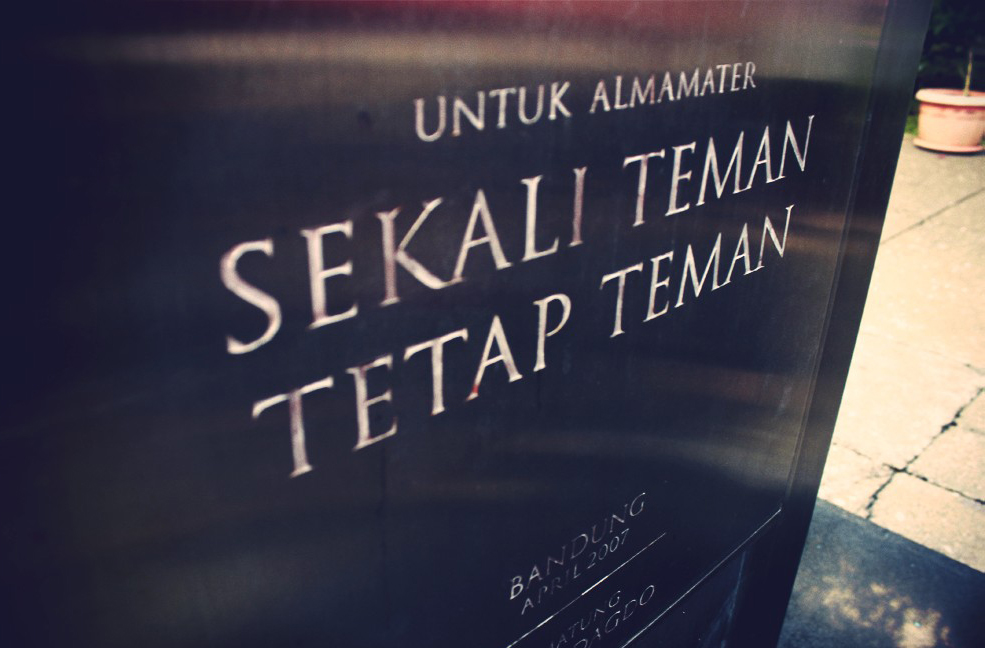 UNTUK ALMAMATER
SEKALI TEMAN
TETAP TEMAN
BANDUNG
APRIL 2007